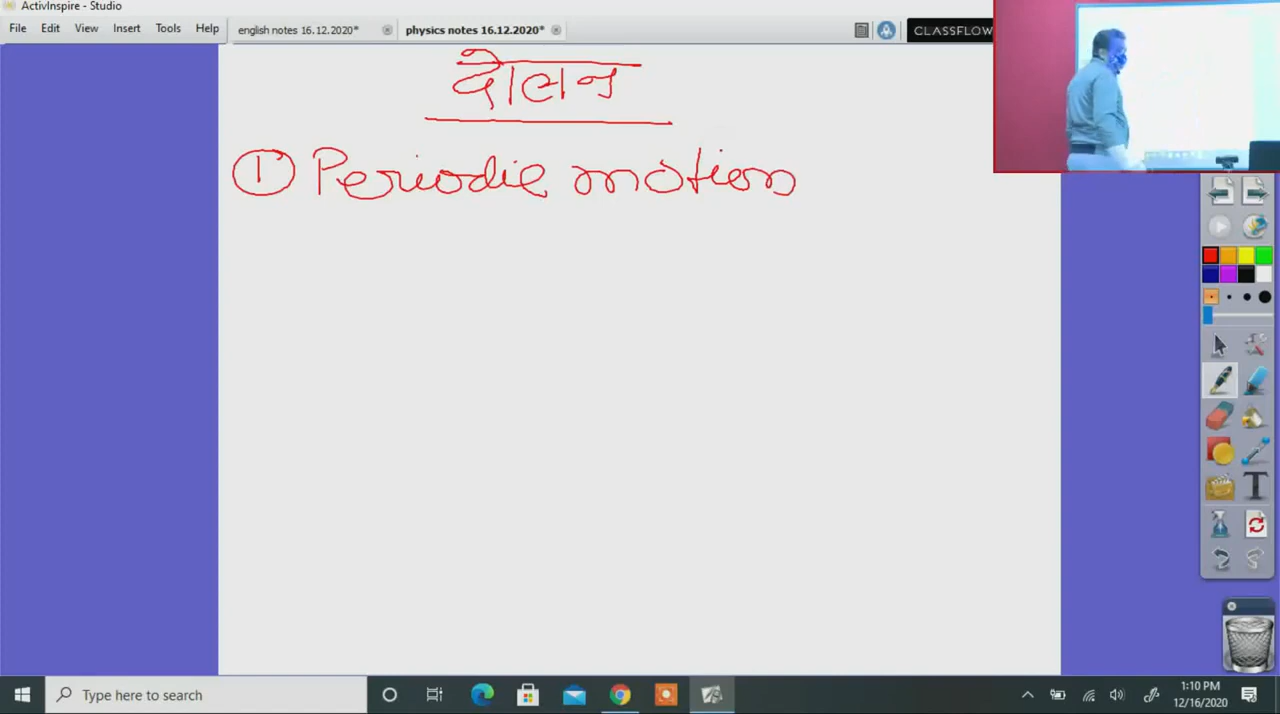 ActivInspire - Studio
File Edit View Insert Tools Help
english notes 16.12.2020*
physics notes 16.12.2020*
CLASSFLOW
दोलन
① Periodic motion
T
Type here to search
1:10 PM
12/16/2020